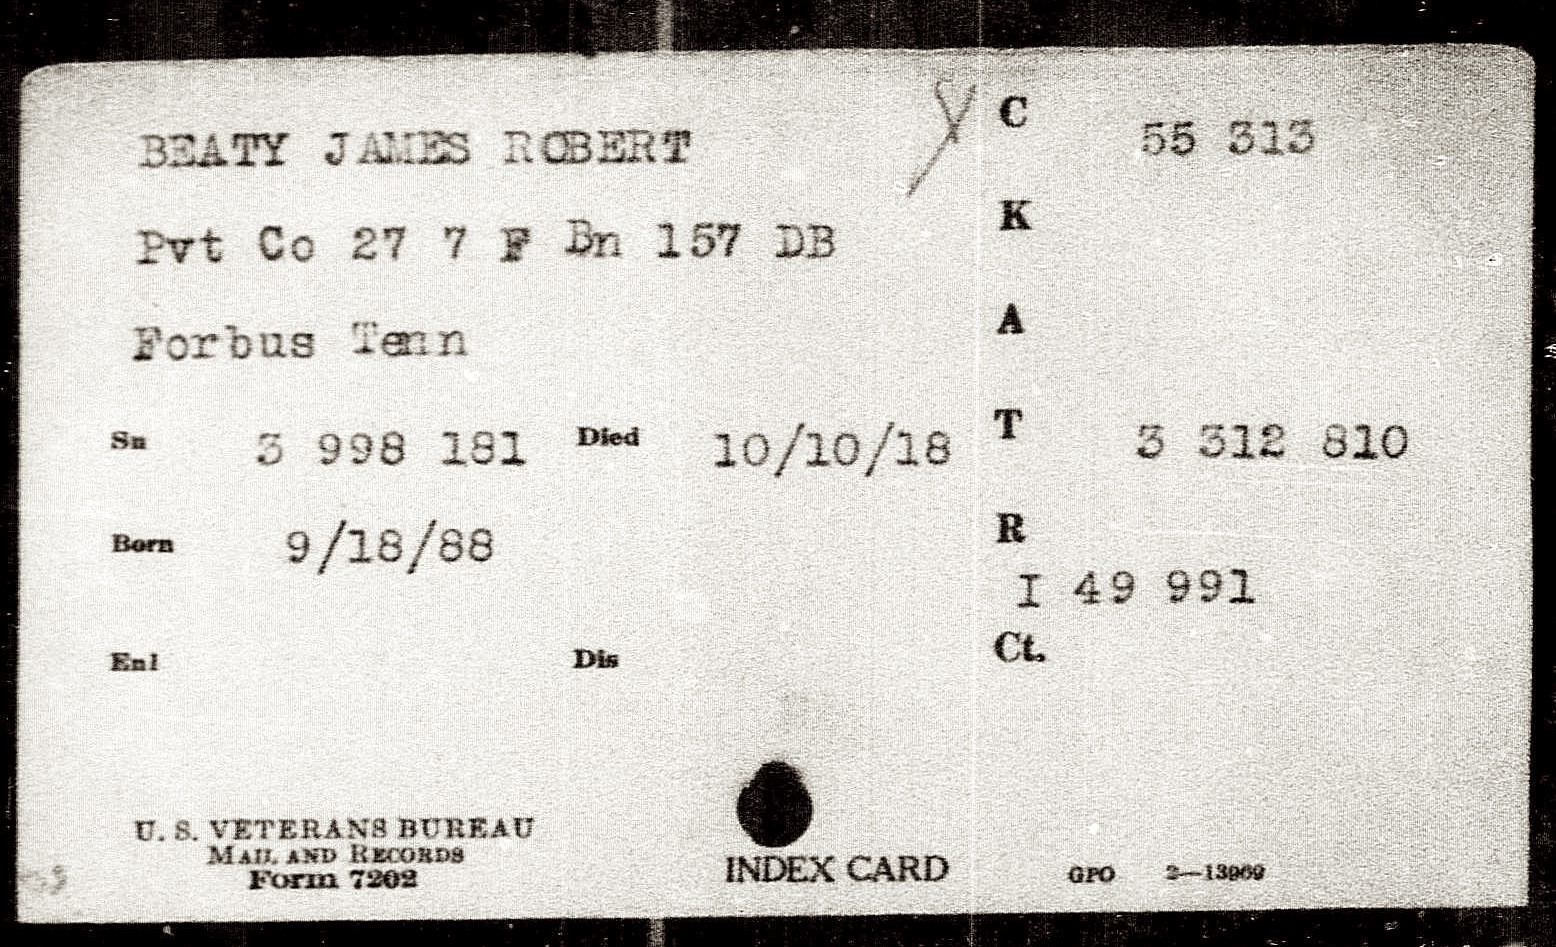 BEATY JAMES ROBERT
C 55 313
Pvt Co 27 7 F Bn 157 DB
K
Forbus Tenn
A
Sn 3 998 181 Died 10/10/18
T 3 312 810
Born 9/18/88
R
I 49 991
Enl Dis
Ct.
U. S. VETERANS BUREAU
MAIL AND RECORDS
Form 7202
INDEX CARD
GPO 2—13969